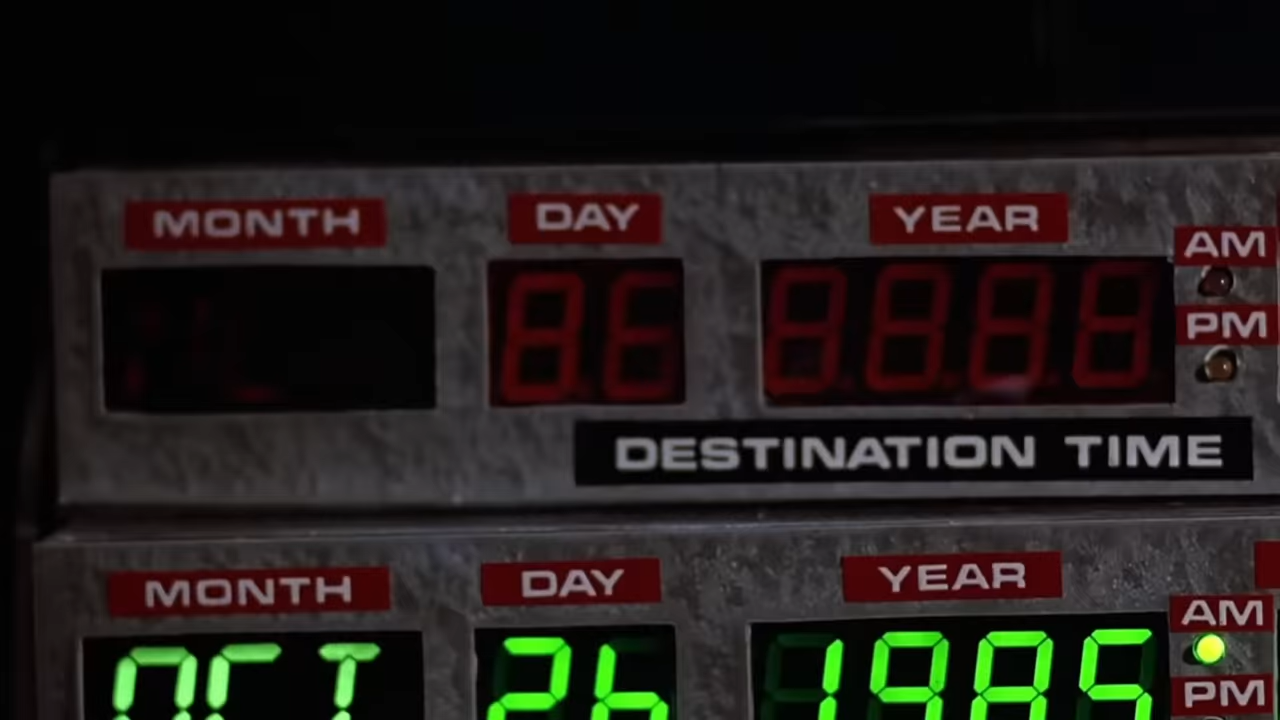 MONTH DAY YEAR
AM
PM
DESTINATION TIME
MONTH DAY YEAR
AM
OCT 26 1985
PM